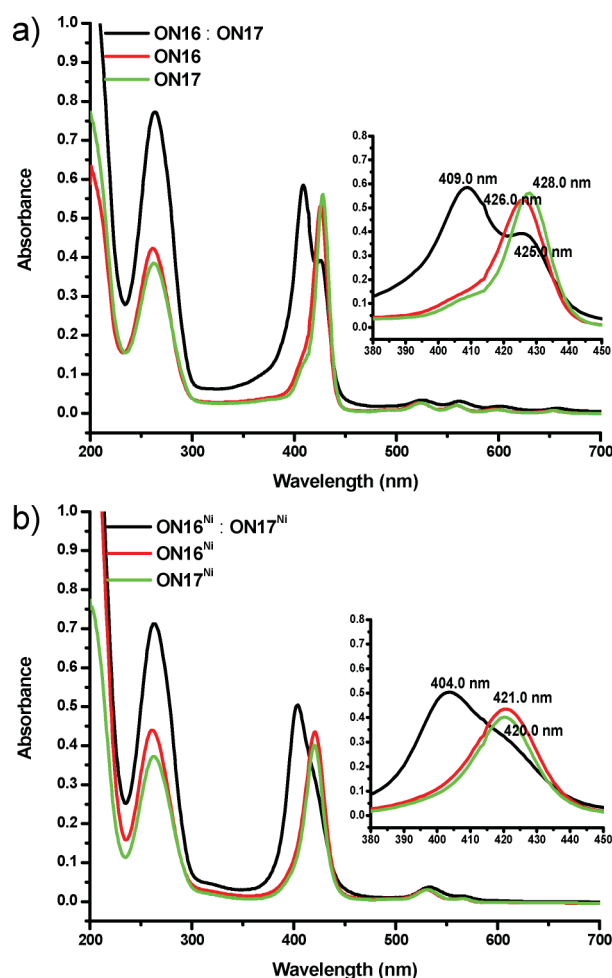 a)
ON16 : ON17
ON16
ON17
1.0
0.9
0.8
0.7
0.6
0.5
0.4
0.3
0.2
0.1
0.0
Absorbance
200 300 400 500 600 700
Wavelength (nm)
0.8
0.7
0.6
0.5
0.4
0.3
0.2
0.1
0.0
409.0 nm
426.0 nm
428.0 nm
425.0 nm
380 390 400 410 420 430 440 450
b)
ON16Ni : ON17Ni
ON16Ni
ON17Ni
1.0
0.9
0.8
0.7
0.6
0.5
0.4
0.3
0.2
0.1
0.0
Absorbance
200 300 400 500 600 700
Wavelength (nm)
0.8
0.7
0.6
0.5
0.4
0.3
0.2
0.1
0.0
404.0 nm
421.0 nm
420.0 nm
380 390 400 410 420 430 440 450